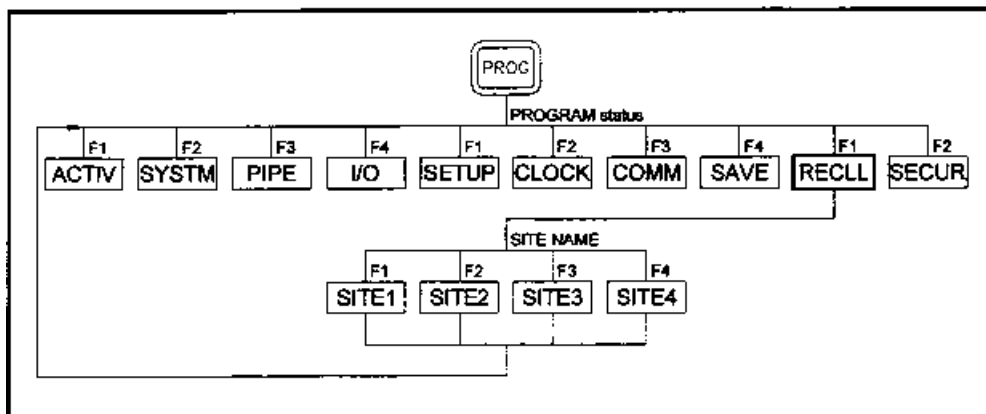 PROG
PROGRAM status
F1 F2 F3 F4 F1 F2 F3 F4 F1 F2
ACTIV SYSTM PIPE I/O SETUP CLOCK COMM SAVE RECLL SECUR
SITE NAME
F1 F2 F3 F4
SITE1 SITE2 SITE3 SITE4